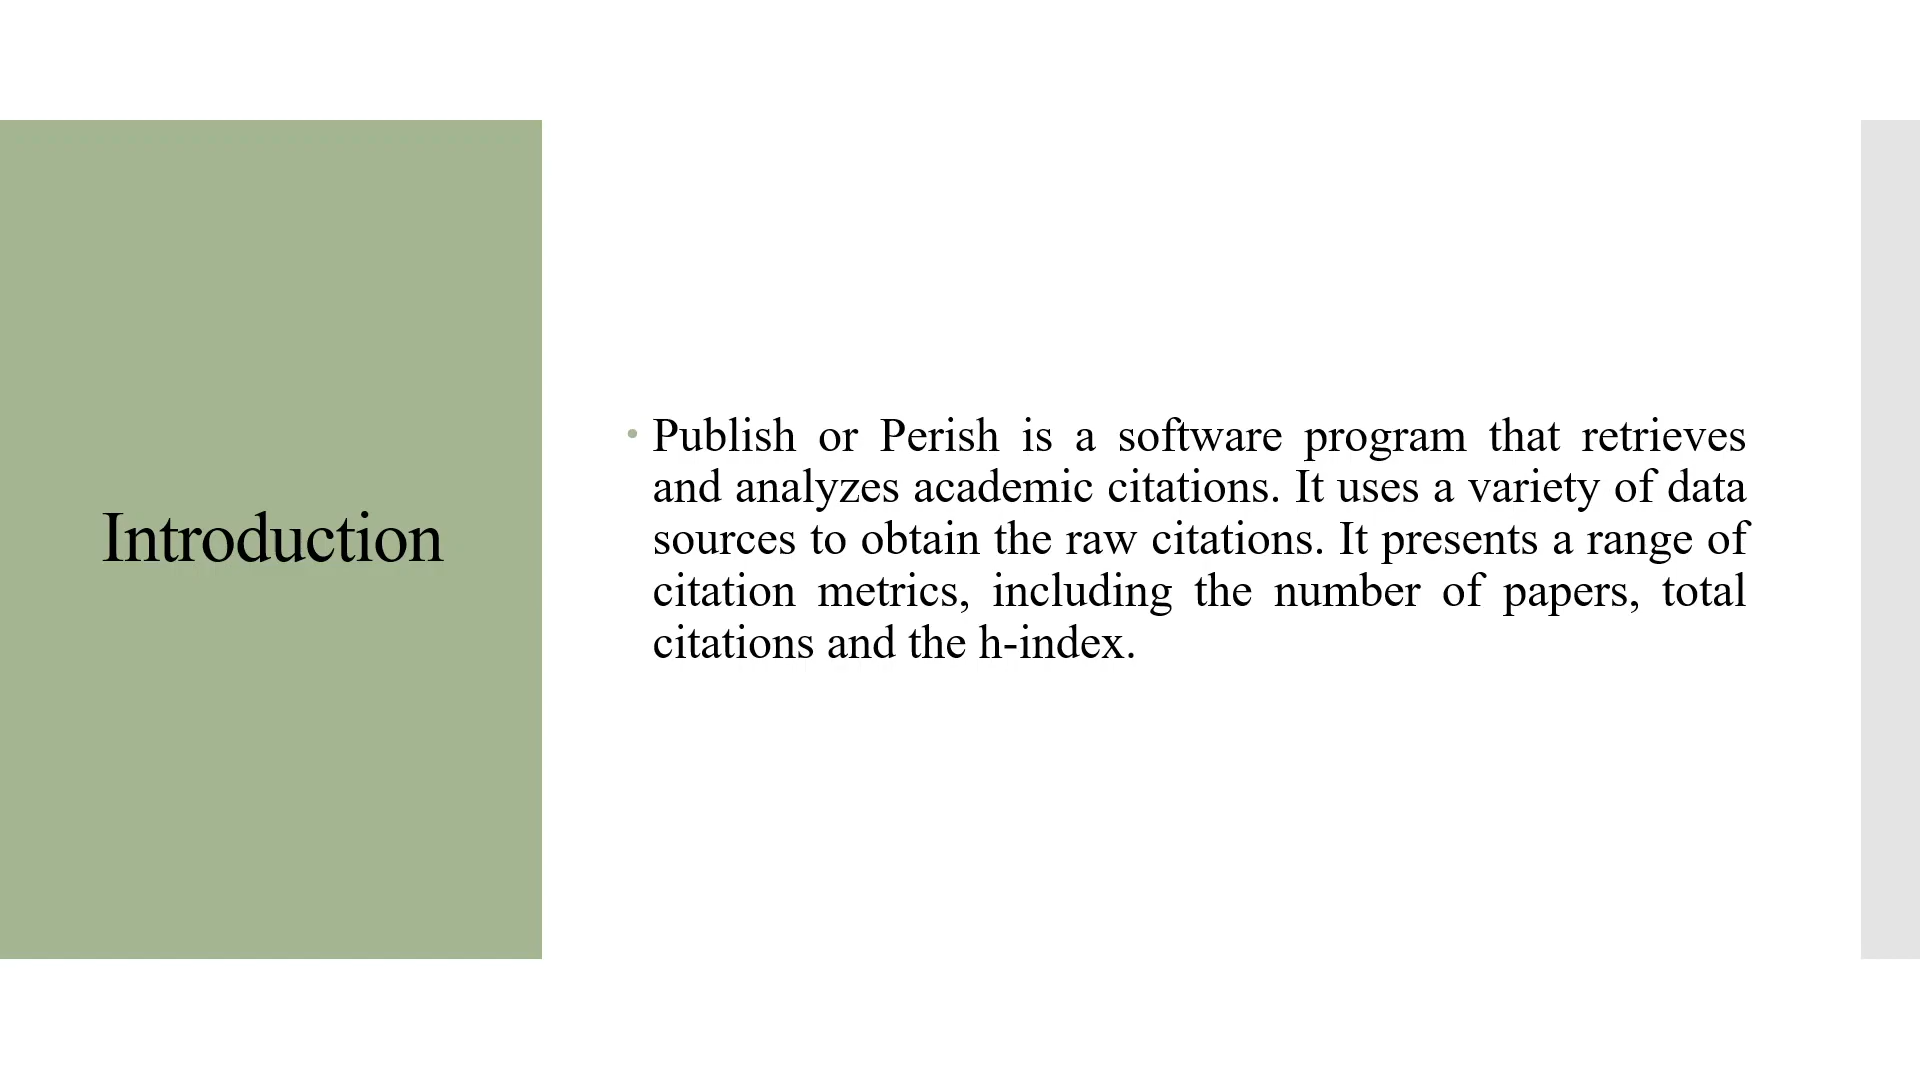 Introduction
• Publish or Perish is a software program that retrieves
and analyzes academic citations. It uses a variety of data
sources to obtain the raw citations. It presents a range of
citation metrics, including the number of papers, total
citations and the h-index.